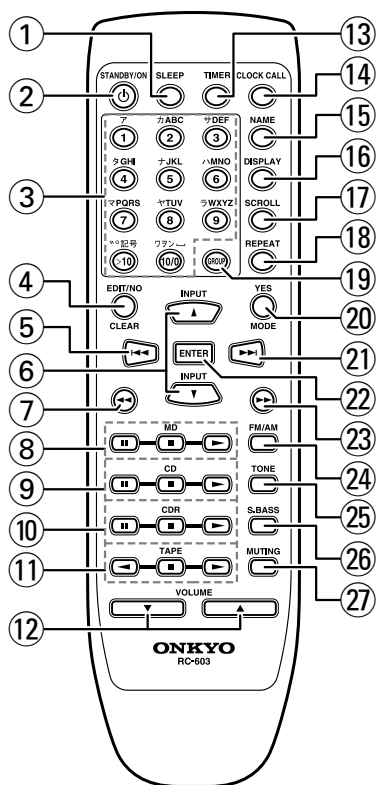 1 13
STANDBY/ON SLEEP TIMER CLOCK CALL
2 14
ア カABC サDEF NAME
1 2 3 15
タGHI ナJKL ハMNO DISPLAY
3 4 5 6 16
マPQRS ヤTUV ラWXYZ SCROLL
7 8 9 17
"°記号 ワヲン REPEAT
>10 10/0 GROUP 18
19
EDIT/NO INPUT YES
4 20
CLEAR MODE
5 21
6 ENTER 22
INPUT
7 23
MD FM/AM
8 24
CD TONE
9 25
CDR S.BASS
10 26
TAPE MUTING
11 27
VOLUME
12
ONKYO
RC-603